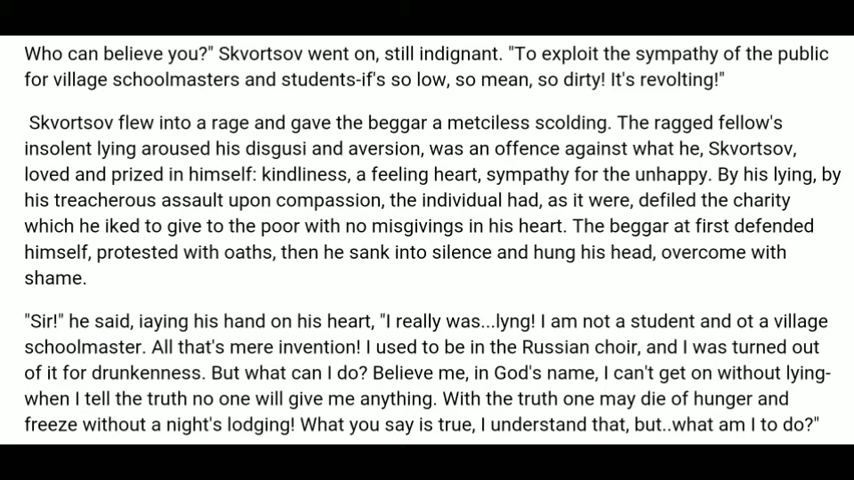 Who can believe you?" Skvortsov went on, still indignant. "To exploit the sympathy of the public
for village schoolmasters and students-if's so low, so mean, so dirty! It's revolting!"
Skvortsov flew into a rage and gave the beggar a metciless scolding. The ragged fellow's
insolent lying aroused his disgusi and aversion, was an offence against what he, Skvortsov,
loved and prized in himself: kindliness, a feeling heart, sympathy for the unhappy. By his lying, by
his treacherous assault upon compassion, the individual had, as it were, defiled the charity
which he iked to give to the poor with no misgivings in his heart. The beggar at first defended
himself, protested with oaths, then he sank into silence and hung his head, overcome with
shame.
"Sir!" he said, iaying his hand on his heart, "I really was...lyng! I am not a student and ot a village
schoolmaster. All that's mere invention! I used to be in the Russian choir, and I was turned out
of it for drunkenness. But what can I do? Believe me, in God's name, I can't get on without lying-
when I tell the truth no one will give me anything. With the truth one may die of hunger and
freeze without a night's lodging! What you say is true, I understand that, but..what am I to do?"